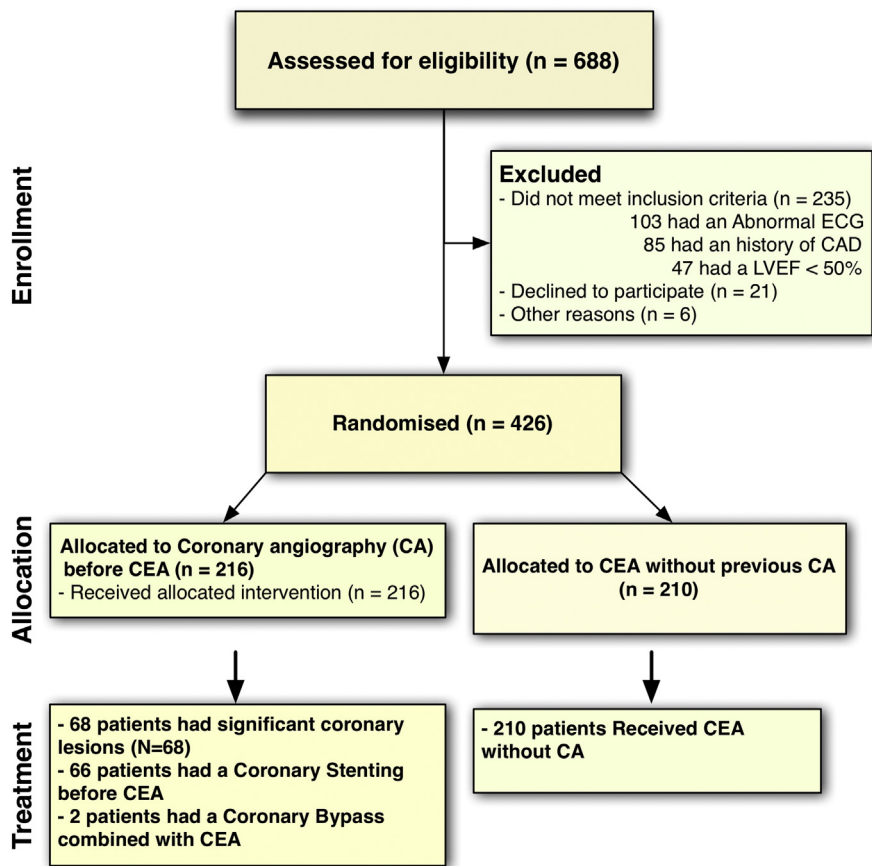 Assessed for eligibility (n = 688)
Enrollment
Excluded
- Did not meet inclusion criteria (n = 235)
103 had an Abnormal ECG
85 had an history of CAD
47 had a LVEF < 50%
- Declined to participate (n = 21)
- Other reasons (n = 6)
Randomised (n = 426)
Allocation
Allocated to Coronary angiography (CA)
before CEA (n = 216)
- Received allocated intervention (n = 216)
Allocated to CEA without previous CA
(n = 210)
Treatment
- 68 patients had significant coronary
lesions (N=68)
- 66 patients had a Coronary Stenting
before CEA
- 2 patients had a Coronary Bypass
combined with CEA
- 210 patients Received CEA
without CA